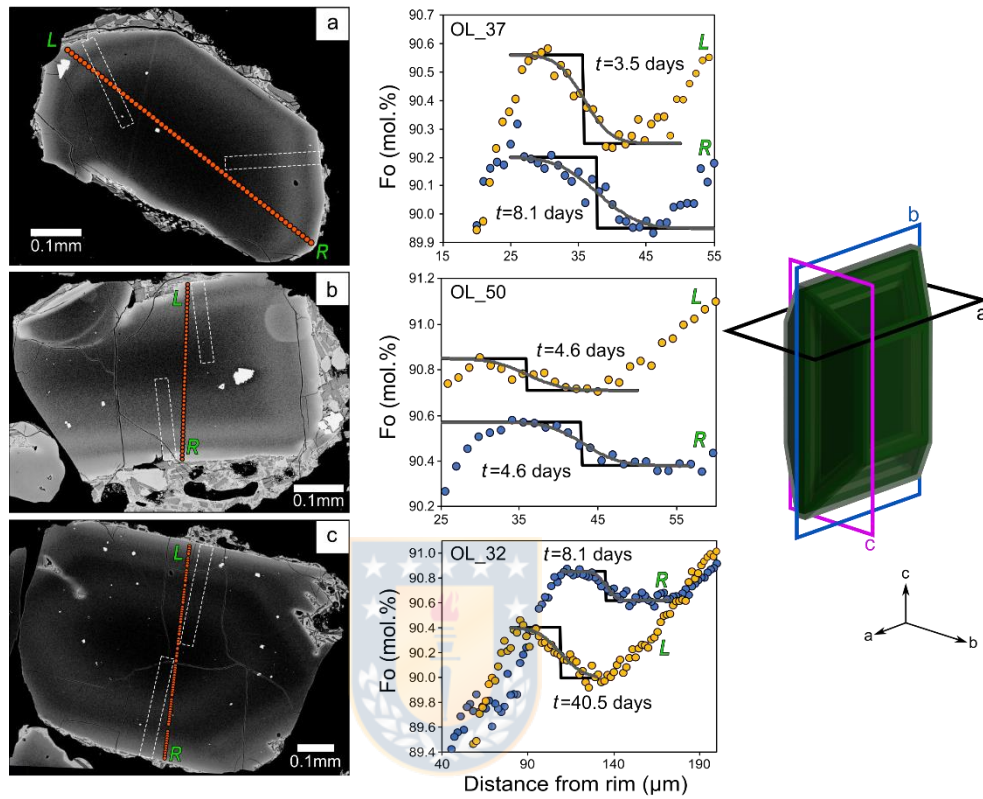 a
L
R
0.1mm
b
L
R
0.1mm
c
L
R
0.1mm
OL_37
Fo (mol.%)
90.7
90.6
90.5
90.4
90.3
90.2
90.1
90.0
89.9
15
25
35
45
55
L
t=3.5 days
R
t=8.1 days
OL_50
Fo (mol.%)
91.2
91.0
90.8
90.6
90.4
90.2
25
35
45
55
L
t=4.6 days
R
t=4.6 days
OL_32
Fo (mol.%)
91.0
90.8
90.6
90.4
90.2
90.0
89.8
89.6
89.4
40
90
140
190
t=8.1 days
R
L
t=40.5 days
Distance from rim (µm)
b
a
c
c
a
b